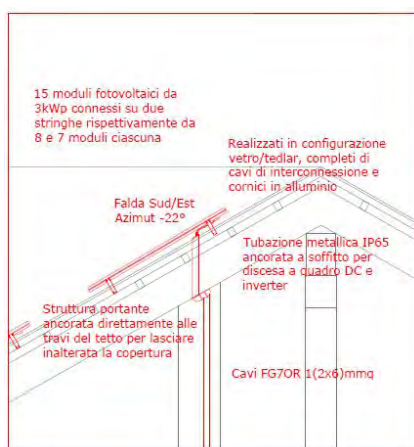 15 moduli fotovoltaici da
3kWp connessi su due
stringhe rispettivamente da
8 e 7 moduli ciascuna
Realizzati in configurazione
vetro/tedlar, completi di
cavi di interconnessione e
cornici in alluminio
Falda Sud/Est
Azimut -22°
Tubazione metallica IP65
ancorata a soffitto per
discesa a quadro DC e
inverter
Struttura portante
ancorata direttamente alle
travi del tetto per lasciare
inalterata la copertura
Cavi FG7OR 1(2x6)mmq